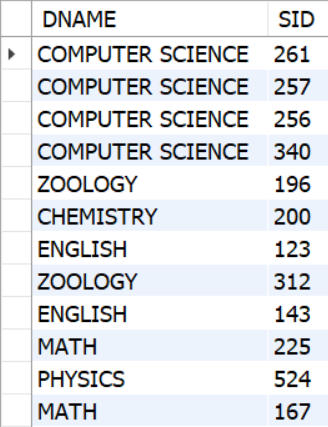 DNAME SID
COMPUTER SCIENCE 261
COMPUTER SCIENCE 257
COMPUTER SCIENCE 256
COMPUTER SCIENCE 340
ZOOLOGY 196
CHEMISTRY 200
ENGLISH 123
ZOOLOGY 312
ENGLISH 143
MATH 225
PHYSICS 524
MATH 167